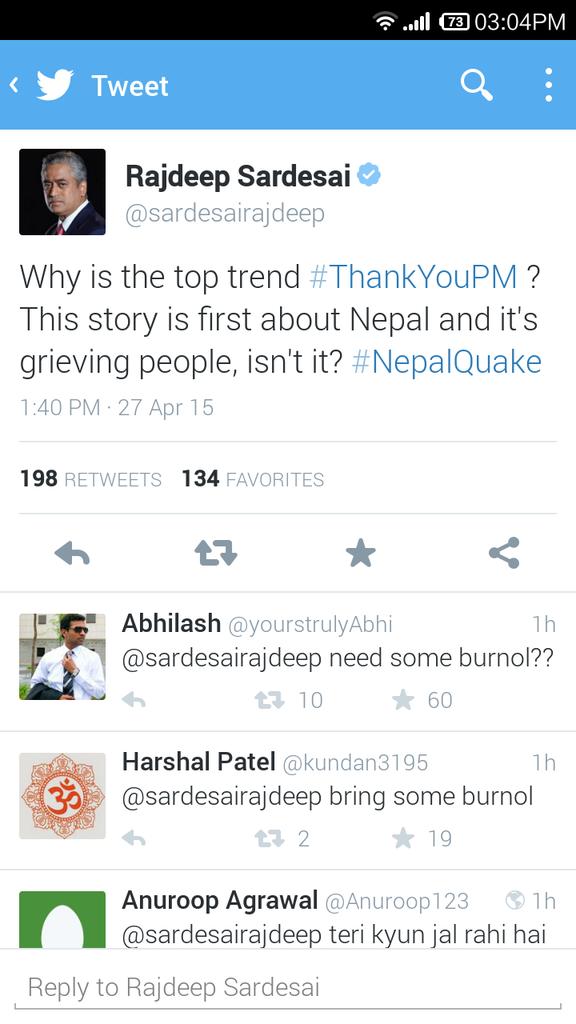 73 03:04PM
Tweet
Rajdeep Sardesai
@sardesairajdeep
Why is the top trend #ThankYouPM ?
This story is first about Nepal and it's
grieving people, isn't it? #NepalQuake
1:40 PM · 27 Apr 15
198 RETWEETS 134 FAVORITES
Abhilash @yourstrulyAbhi 1h
@sardesairajdeep need some burnol??
10 60
Harshal Patel @kundan3195 1h
@sardesairajdeep bring some burnol
2 19
Anuroop Agrawal @Anuroop123 1h
@sardesairajdeep teri kyun jal rahi hai
Reply to Rajdeep Sardesai